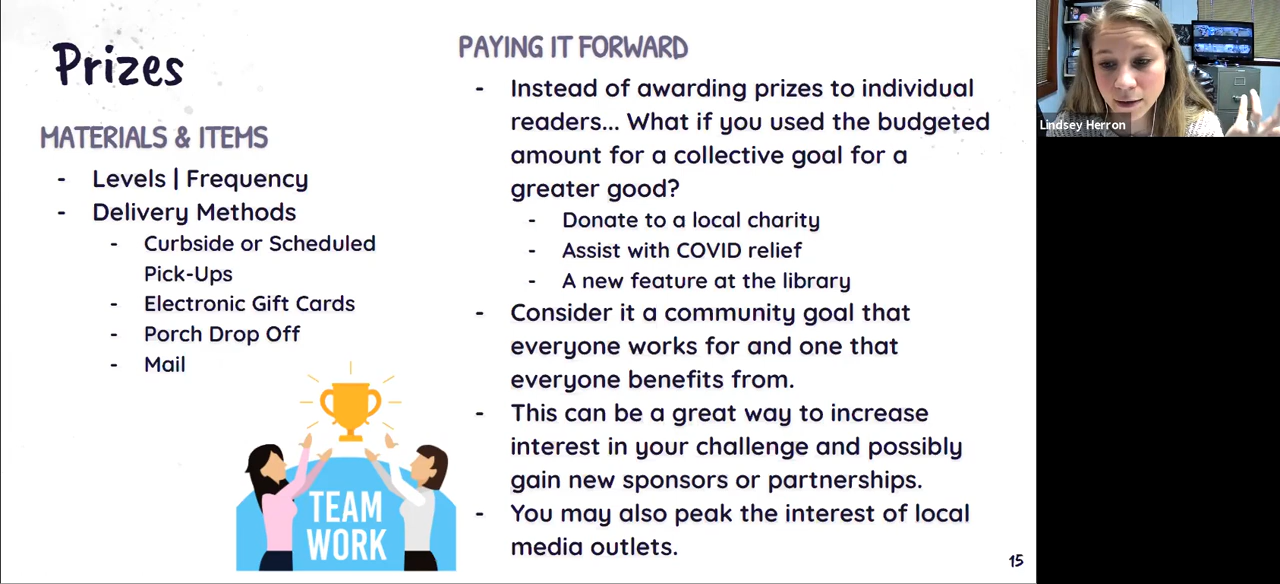 Prizes
MATERIALS & ITEMS
- Levels | Frequency
- Delivery Methods
- Curbside or Scheduled
Pick-Ups
- Electronic Gift Cards
- Porch Drop Off
- Mail
TEAM
WORK
PAYING IT FORWARD
- Instead of awarding prizes to individual
readers... What if you used the budgeted
amount for a collective goal for a
greater good?
- Donate to a local charity
- Assist with COVID relief
- A new feature at the library
- Consider it a community goal that
everyone works for and one that
everyone benefits from.
- This can be a great way to increase
interest in your challenge and possibly
gain new sponsors or partnerships.
- You may also peak the interest of local
media outlets.
15
Lindsey Herron